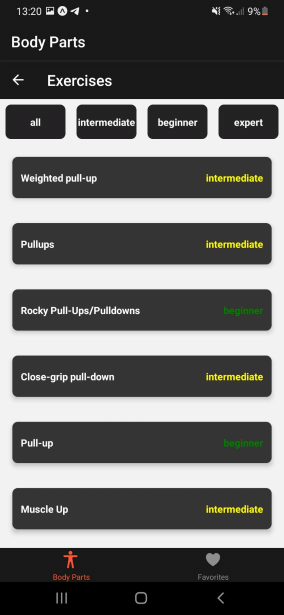 13:20
9%
Body Parts
Exercises
all intermediate beginner expert
Weighted pull-up intermediate
Pullups intermediate
Rocky Pull-Ups/Pulldowns beginner
Close-grip pull-down intermediate
Pull-up beginner
Muscle Up intermediate
Body Parts Favorites